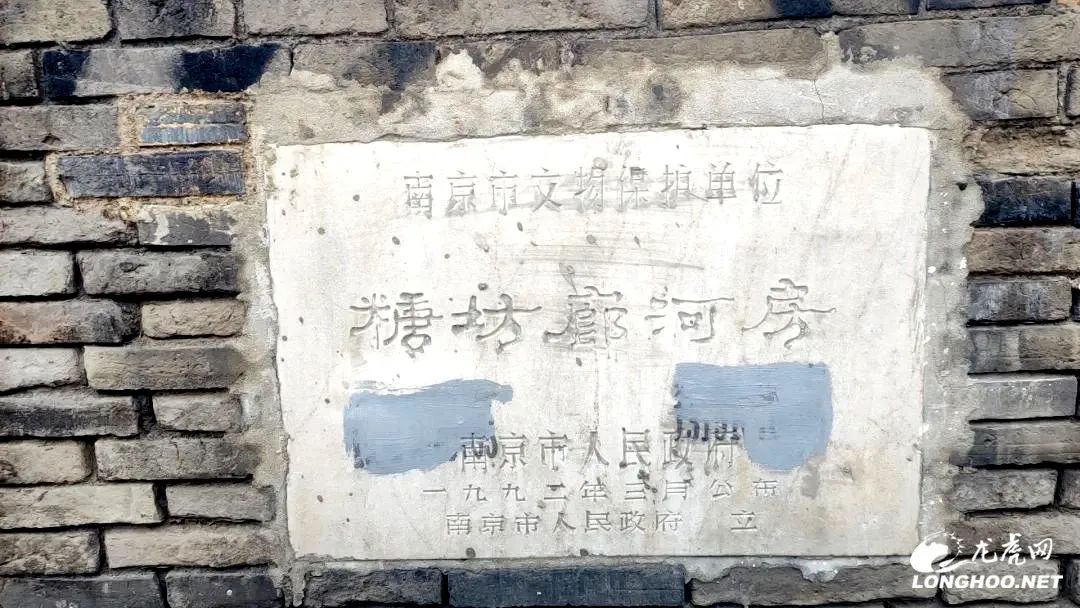 南京市文物保护单位
糖坊廊河房
南京市人民政府
一九九二年三月公布
南京市人民政府 立
龙虎网
LONGHOO.NET